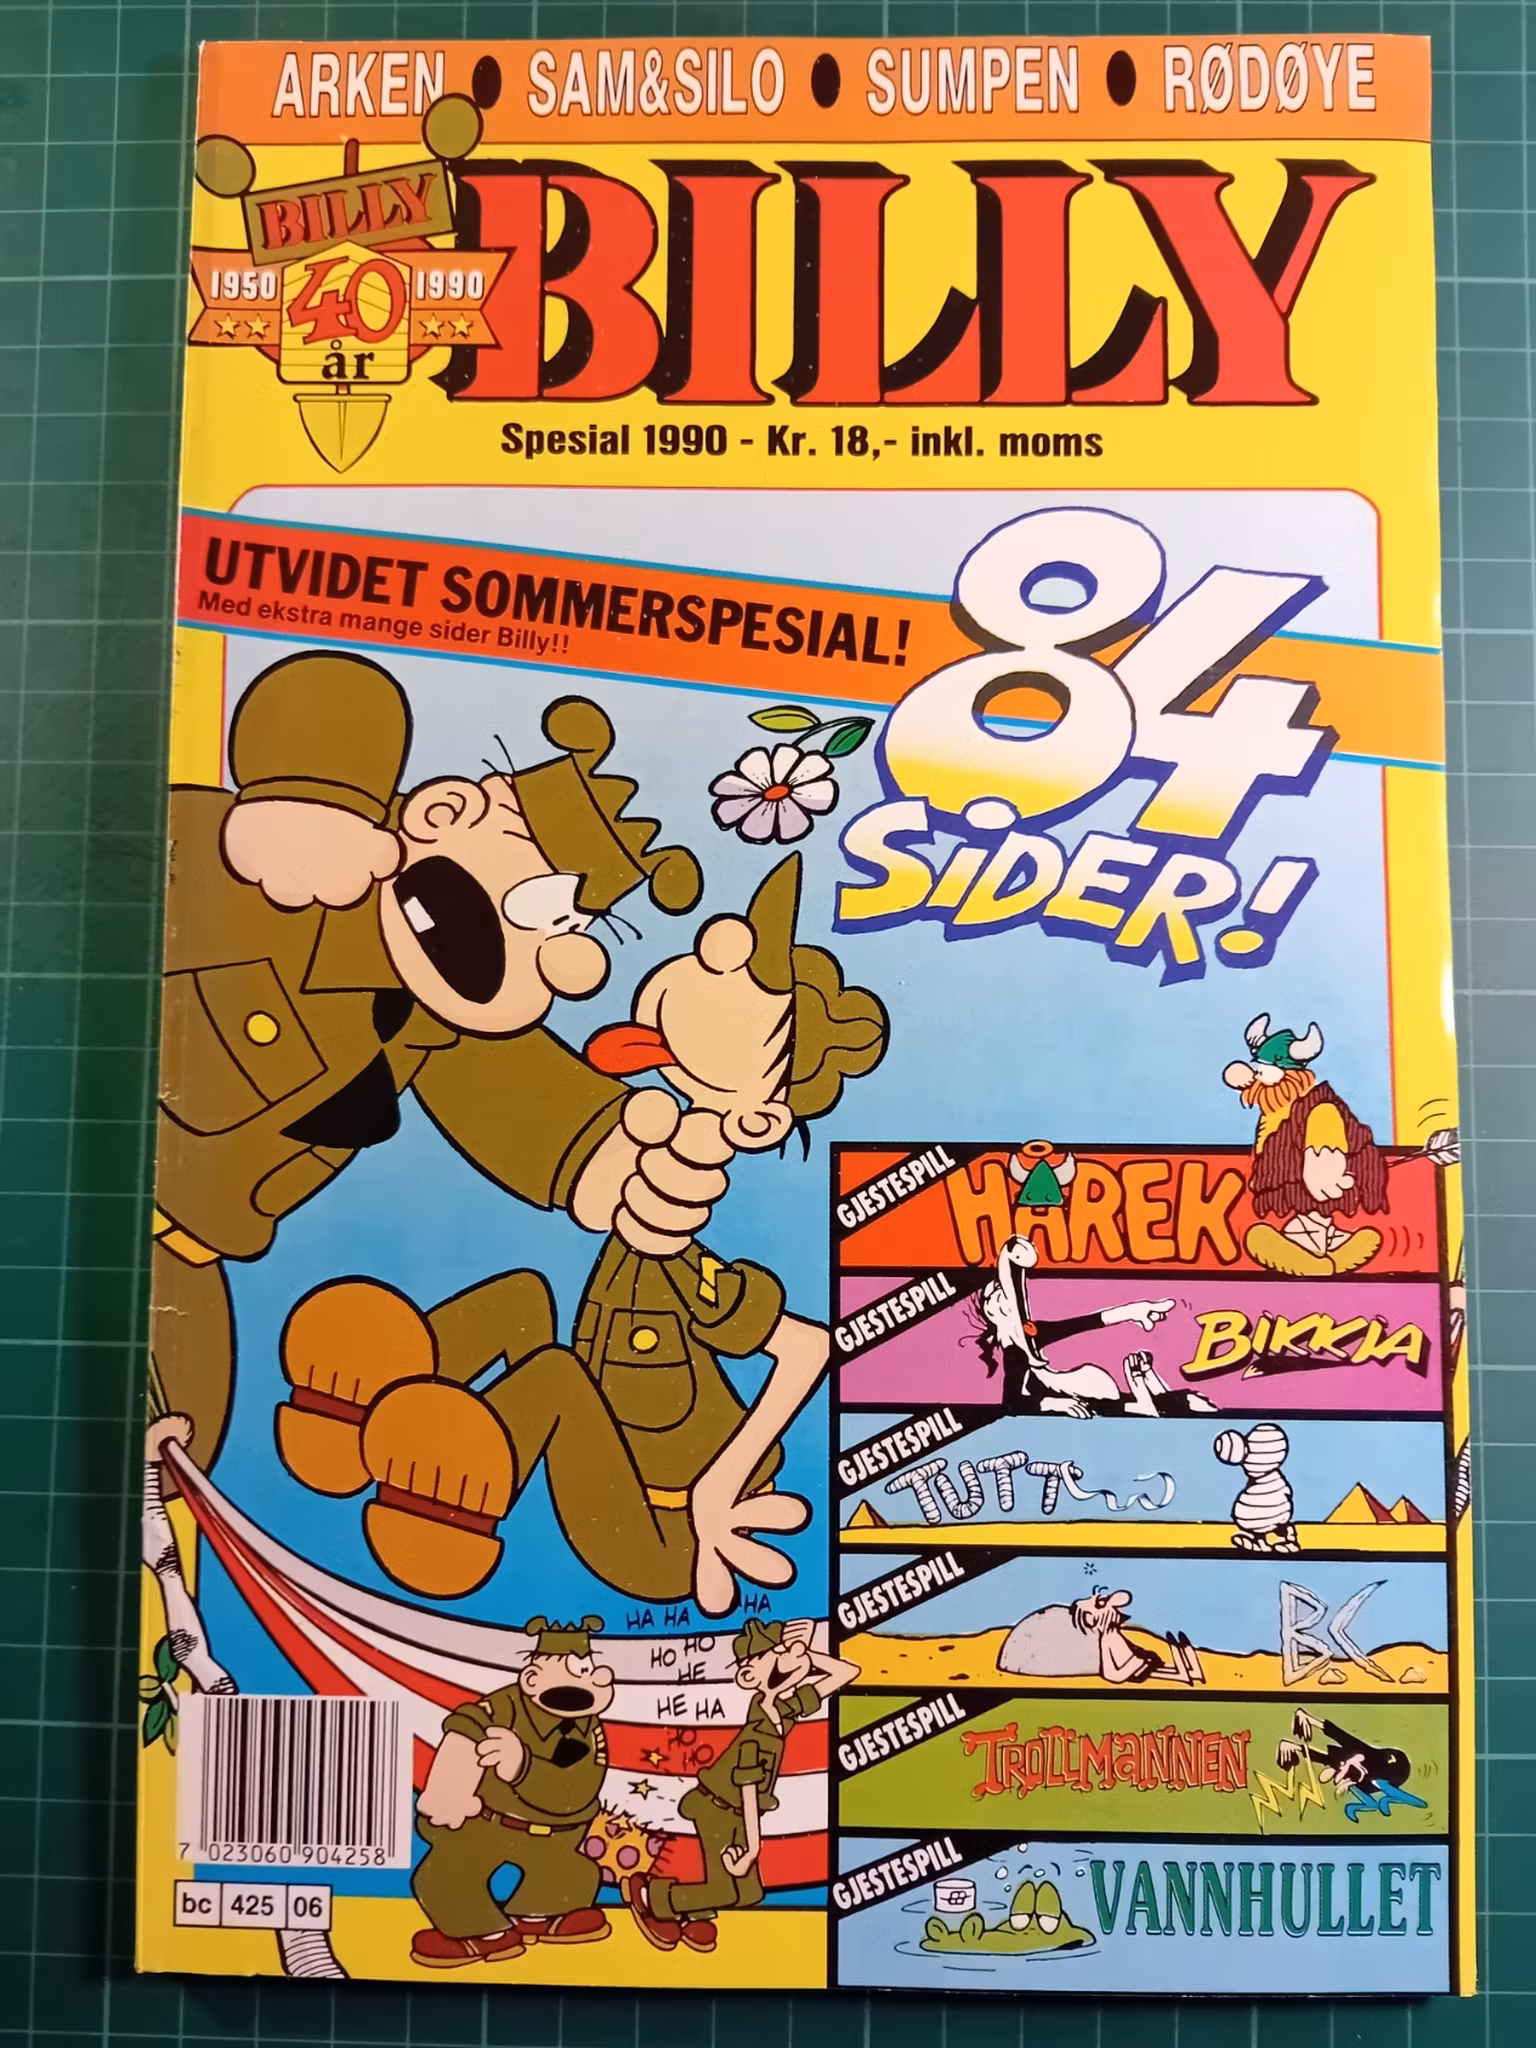 ARKEN • SAM&SILO • SUMPEN • RØDØYE
BILLY
1950 40 1990
år
BILLY
Spesial 1990 - Kr. 18,- inkl. moms
UTVIDET SOMMERSPESIAL!
Med ekstra mange sider Billy!!
84
SIDER!
GJESTESPILL
HÅREK
GJESTESPILL
BIKKJA
GJESTESPILL
TUTT
GJESTESPILL
B.C.
GJESTESPILL
TROLLMANNEN
GJESTESPILL
VANNHULLET
HA HA
HA
HO HO
HE
HE HA
HO
HO
7 023060 904258
bc 425 06